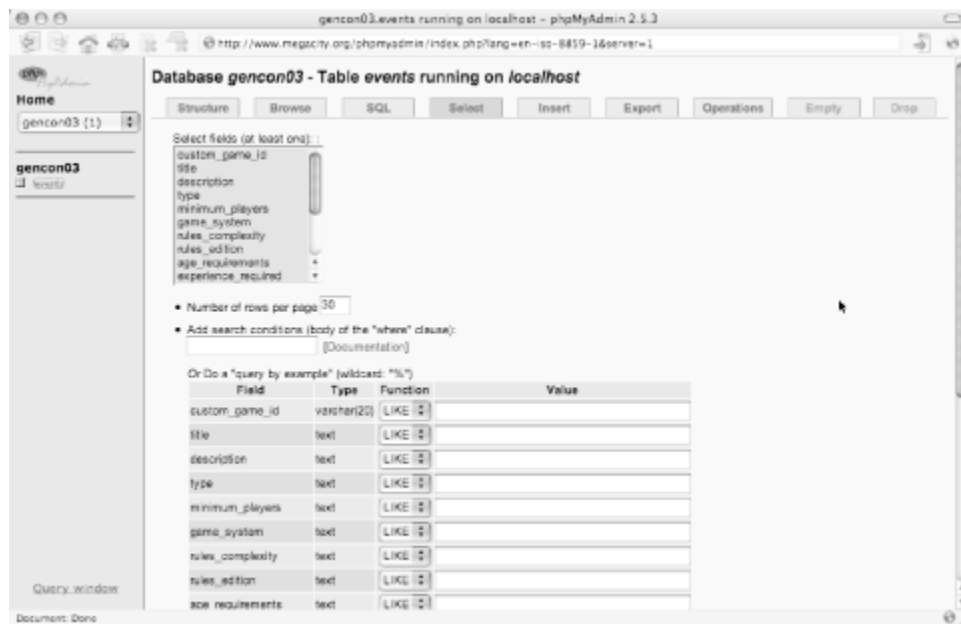 gencon03.events running on localhost - phpMyAdmin 2.5.3
http://www.megacity.org/phpmyadmin/index.php?lang=en-iso-8859-1&server=1
php
MyAdmin
Home
gencon03 (1)
gencon03
events
Query window
Database gencon03 - Table events running on localhost
Structure Browse SQL Select Insert Export Operations Empty Drop
Select fields (at least one):
custom_game_id
title
description
type
minimum_players
game_system
rules_complexity
rules_edition
age_requirements
experience_required
• Number of rows per page 30
• Add search conditions (body of the "where" clause):
[Documentation]
Or Do a "query by example" (wildcard: "%")
Field Type Function Value
custom_game_id varchar(20) LIKE
title text LIKE
description text LIKE
type text LIKE
minimum_players text LIKE
game_system text LIKE
rules_complexity text LIKE
rules_edition text LIKE
age_requirements text LIKE
Document: Done